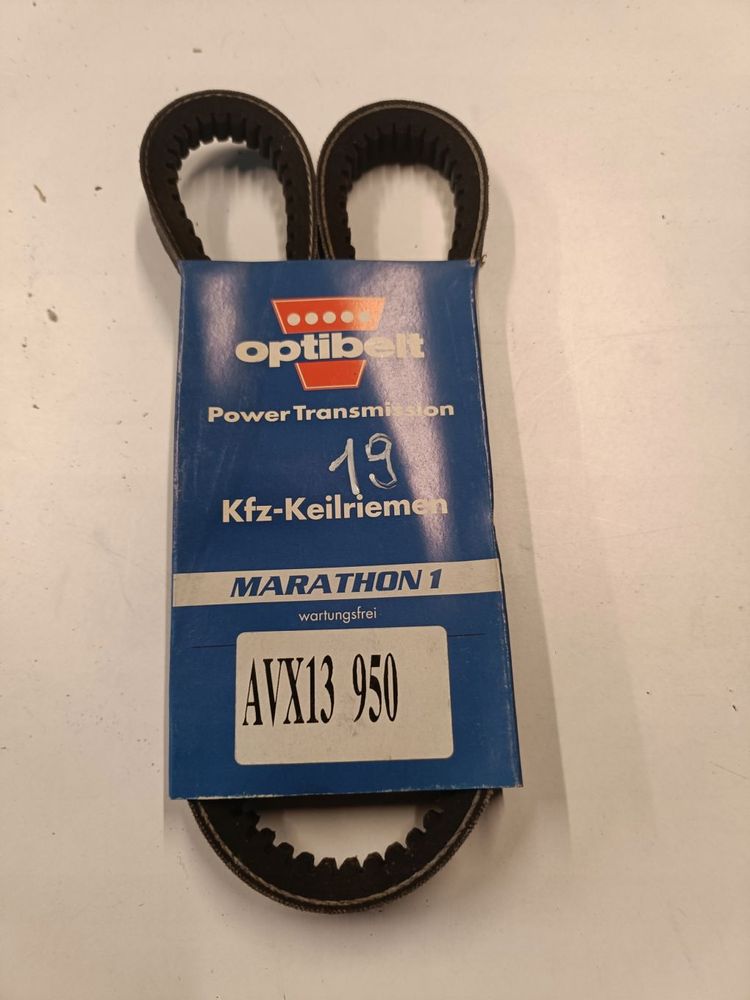 optibelt
Power Transmission
19
Kfz-Keilriemen
MARATHON 1
wartungsfrei
AVX13 950